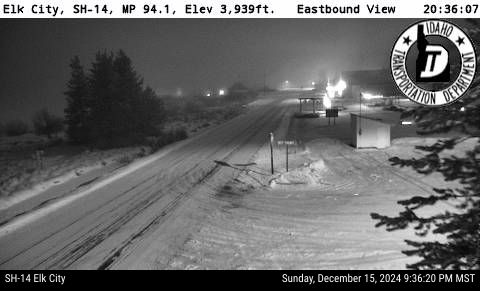 Elk City, SH-14, MP 94.1, Elev 3,939ft. Eastbound View 20:36:07
IDAHO
TRANSPORTATION DEPARTMENT
SH-14 Elk City
Sunday, December 15, 2024 9:36:20 PM MST